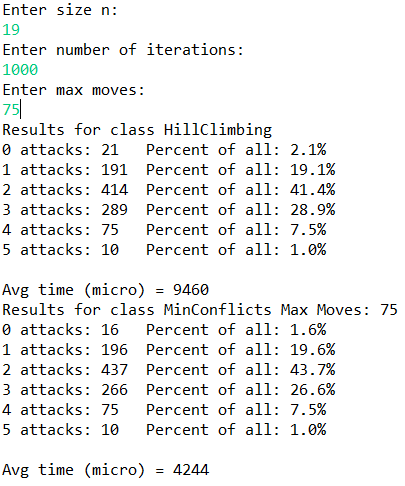 Enter size n:
19
Enter number of iterations:
1000
Enter max moves:
75
Results for class HillClimbing
0 attacks: 21   Percent of all: 2.1%
1 attacks: 191  Percent of all: 19.1%
2 attacks: 414  Percent of all: 41.4%
3 attacks: 289  Percent of all: 28.9%
4 attacks: 75   Percent of all: 7.5%
5 attacks: 10   Percent of all: 1.0%

Avg time (micro) = 9460
Results for class MinConflicts Max Moves: 75
0 attacks: 16   Percent of all: 1.6%
1 attacks: 196  Percent of all: 19.6%
2 attacks: 437  Percent of all: 43.7%
3 attacks: 266  Percent of all: 26.6%
4 attacks: 75   Percent of all: 7.5%
5 attacks: 10   Percent of all: 1.0%

Avg time (micro) = 4244